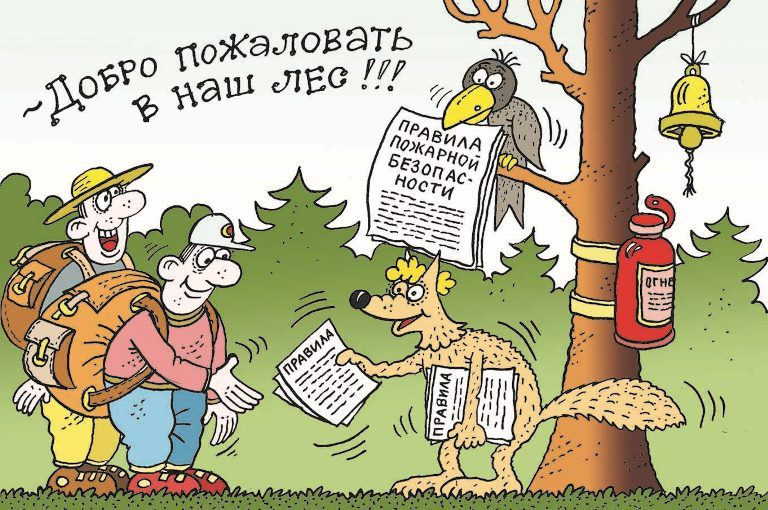 ~ Добро пожаловать
в наш лес!!!
ПРАВИЛА
ПОЖАРНОЙ
БЕЗОПАС-
НОСТИ
ОГНЕ
ПРАВИЛА
ПРАВИЛА